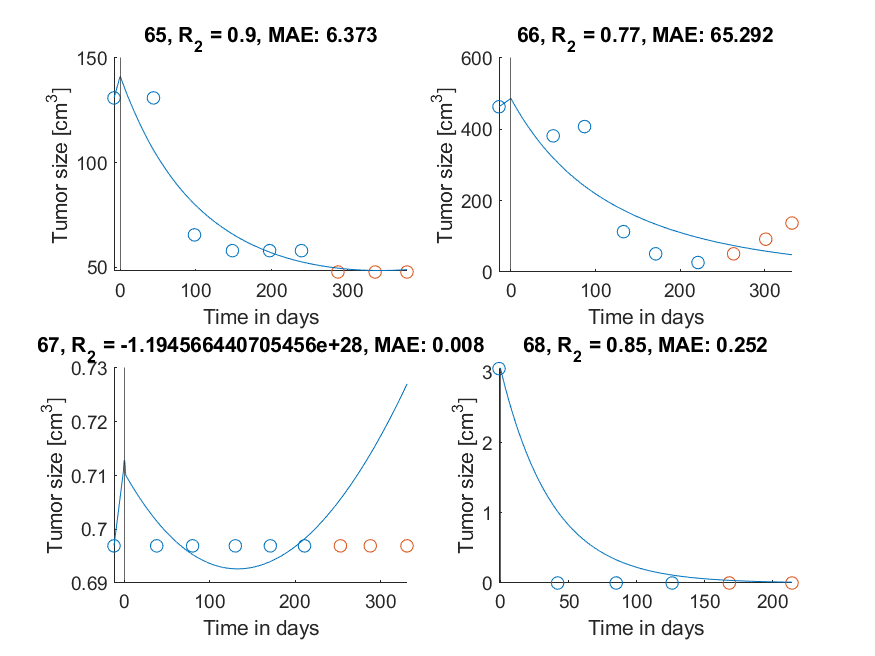 65, R₂ = 0.9, MAE: 6.373
66, R₂ = 0.77, MAE: 65.292
150
100
50
Tumor size [cm³]
0 100 200 300
Time in days
600
400
200
0
Tumor size [cm³]
0 100 200 300
Time in days
67, R₂ = -1.194566440705456e+28, MAE: 0.008
68, R₂ = 0.85, MAE: 0.252
0.73
0.72
0.71
0.7
0.69
Tumor size [cm³]
0 100 200 300
Time in days
3
2
1
0
Tumor size [cm³]
0 50 100 150 200
Time in days